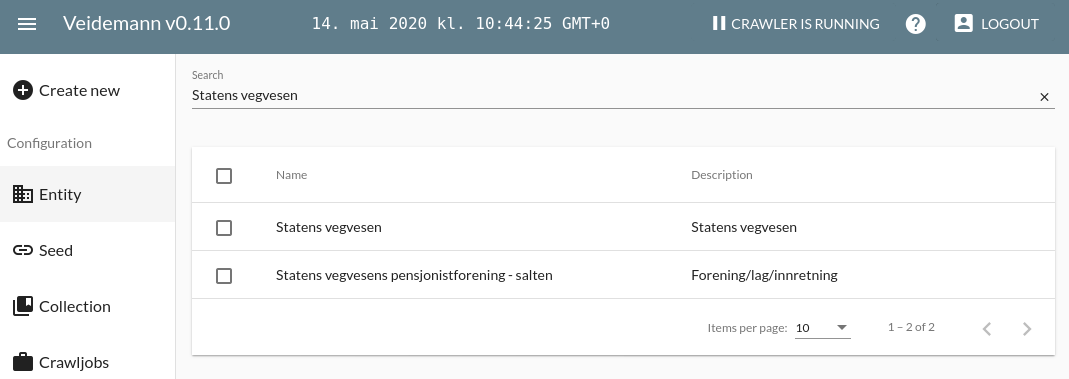 Veidemann v0.11.0
14. mai 2020 kl. 10:44:25 GMT+0
CRAWLER IS RUNNING
LOGOUT
Create new
Configuration
Entity
Seed
Collection
Crawljobs
Search
Statens vegvesen
Name Description
Statens vegvesen Statens vegvesen
Statens vegvesens pensjonistforening - salten Forening/lag/innretning
Items per page: 10 1 – 2 of 2